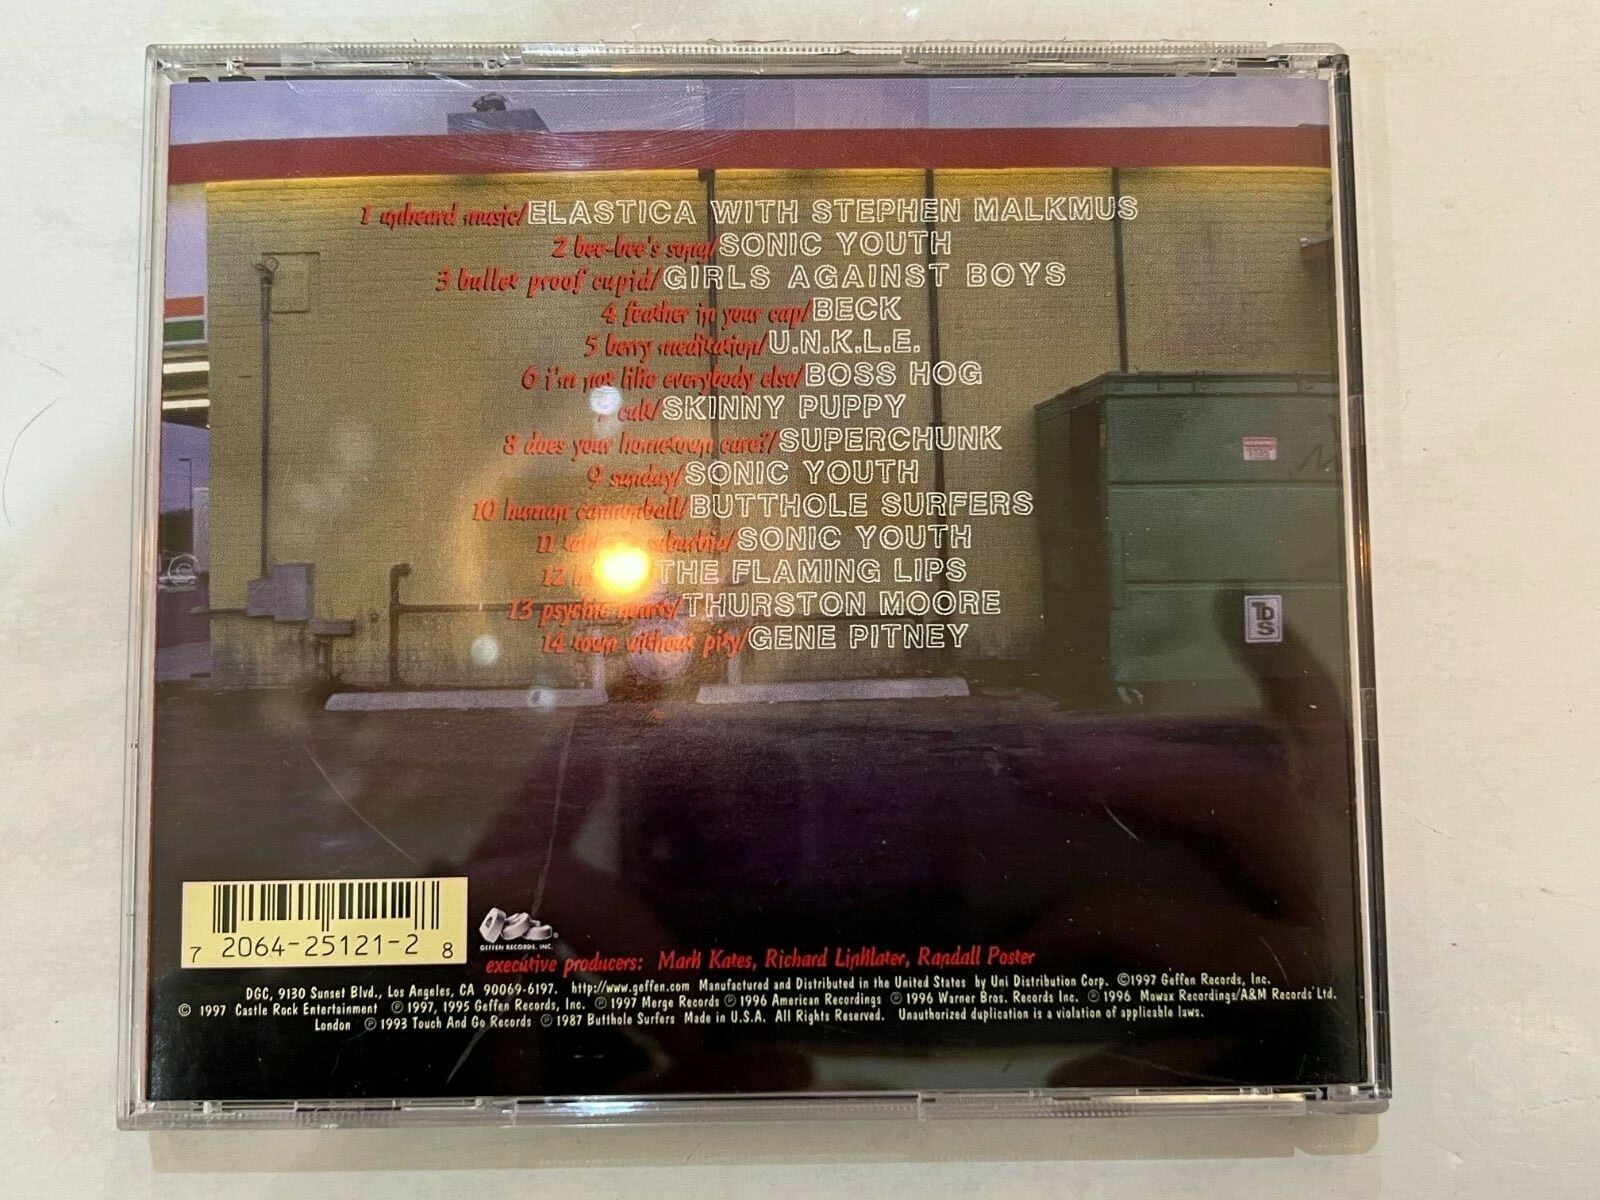 1 unheard music/ELASTICA WITH STEPHEN MALKMUS
2 bee-bee's song/SONIC YOUTH
3 bullet proof cupid/GIRLS AGAINST BOYS
4 feather in your cap/BECK
5 berry meditation/U.N.K.L.E.
6 i'm not like everybody else/BOSS HOG
cult/SKINNY PUPPY
8 does your hometown care?/SUPERCHUNK
9 sunday/SONIC YOUTH
10 human cannonball/BUTTHOLE SURFERS
11 suburbia/SONIC YOUTH
12 THE FLAMING LIPS
13 psychic hearts/THURSTON MOORE
14 town without pity/GENE PITNEY
TDS
7 2064-25121-2 8
GEFFEN RECORDS, INC.
executive producers: Mark Kates, Richard Linklater, Randall Poster
DGC, 9130 Sunset Blvd., Los Angeles, CA 90069-6197. http://www.geffen.com Manufactured and Distributed in the United States by Uni Distribution Corp. ©1997 Geffen Records, Inc.
© 1997 Castle Rock Entertainment ℗ 1997, 1995 Geffen Records, Inc. ℗ 1997 Merge Records ℗ 1996 American Recordings ℗ 1996 Warner Bros. Records Inc. ℗ 1996 Mowax Recordings/A&M Records Ltd.
London ℗ 1993 Touch And Go Records ℗ 1987 Butthole Surfers Made in U.S.A. All Rights Reserved. Unauthorized duplication is a violation of applicable laws.